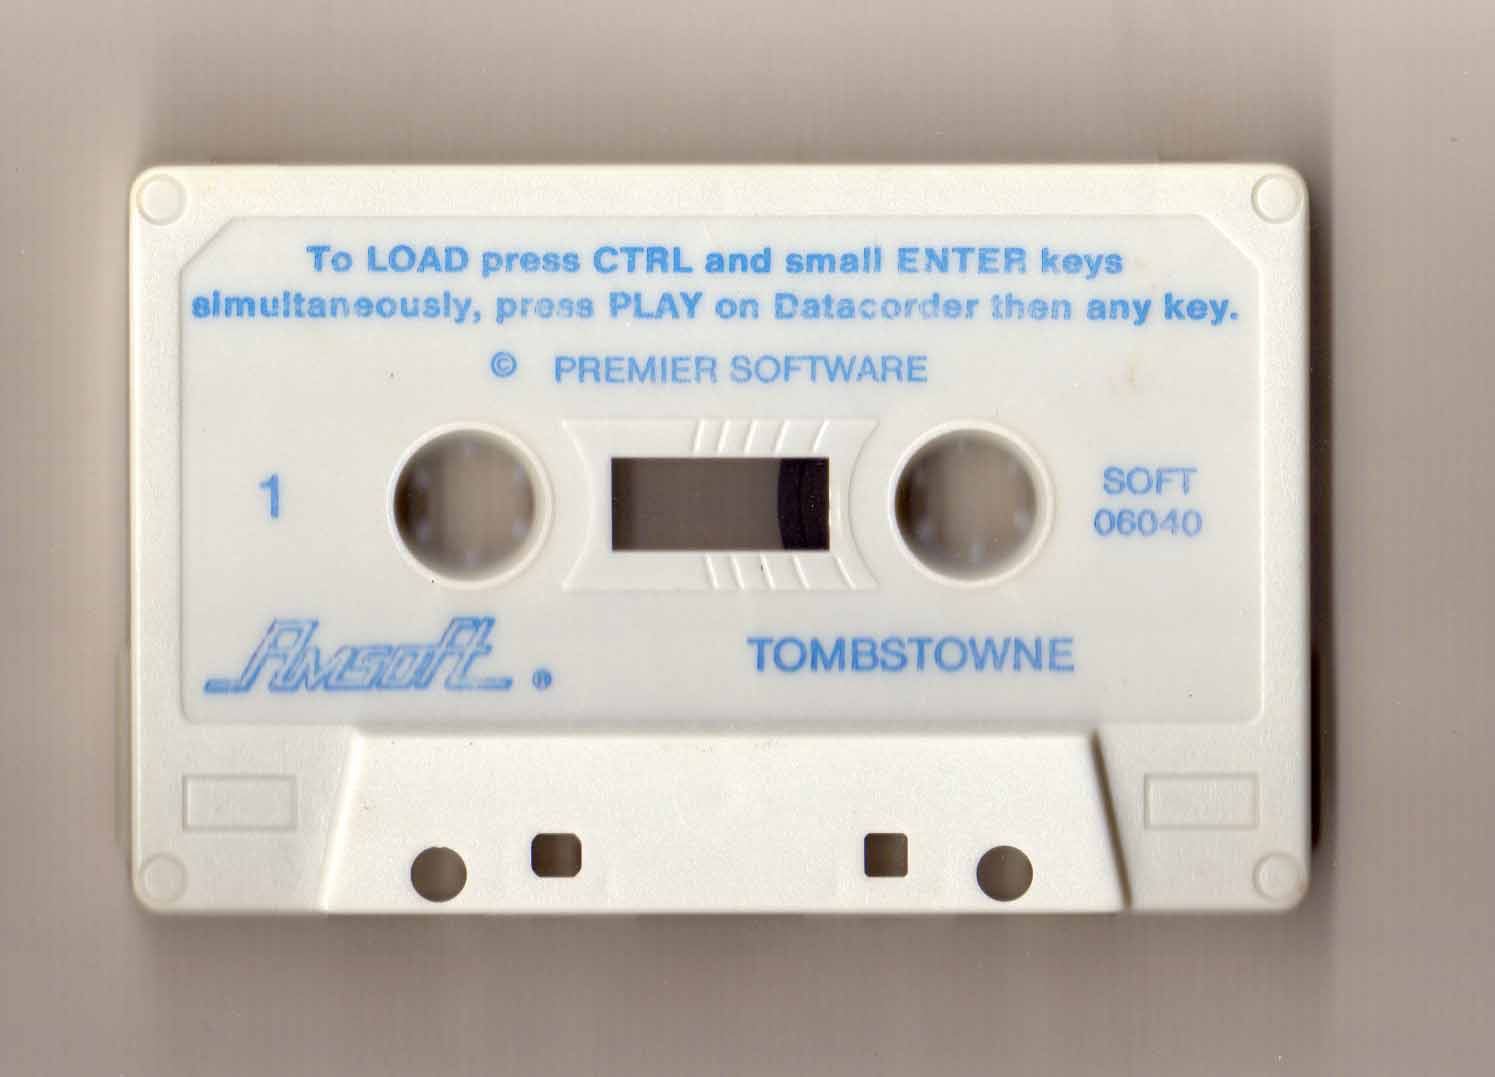 To LOAD press CTRL and small ENTER keys
simultaneously, press PLAY on Datacorder then any key.
© PREMIER SOFTWARE
1
SOFT
06040
Amsoft ®
TOMBSTOWNE